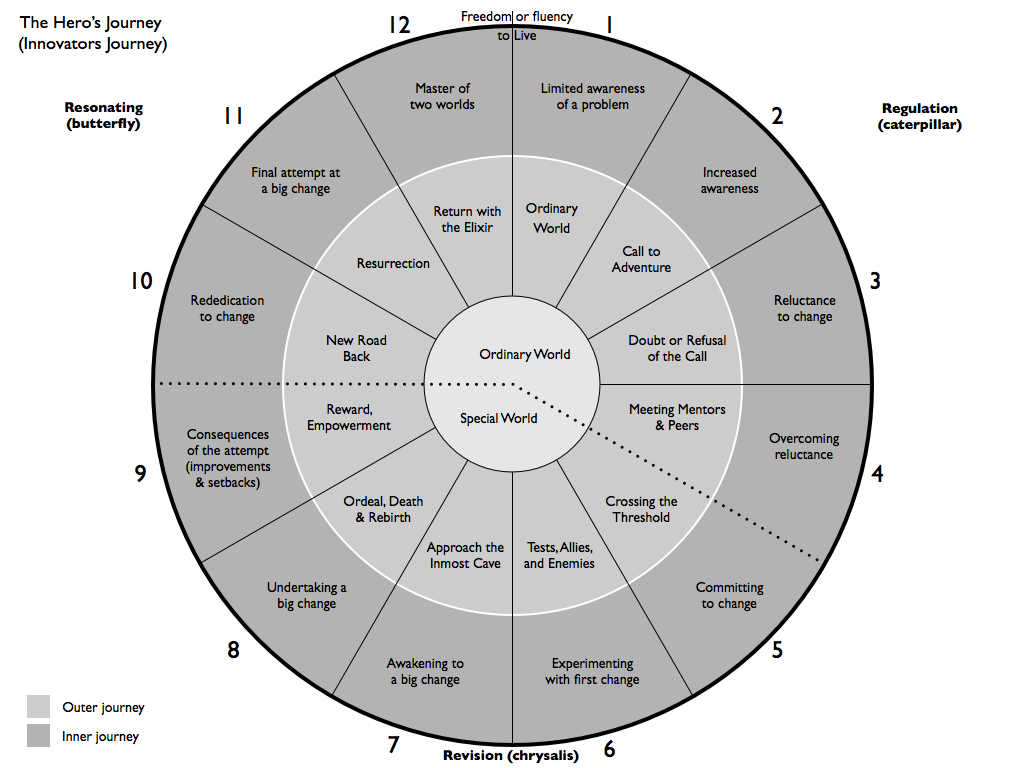 The Hero's Journey
(Innovators Journey)
Freedom or fluency
to Live
Resonating
(butterfly)
Regulation
(caterpillar)
Revision (chrysalis)
1
Limited awareness
of a problem
Ordinary
World
2
Increased
awareness
Call to
Adventure
3
Reluctance
to change
Doubt or Refusal
of the Call
4
Overcoming
reluctance
Meeting Mentors
& Peers
5
Committing
to change
Crossing the
Threshold
6
Experimenting
with first change
Tests, Allies,
and Enemies
7
Awakening to
a big change
Approach the
Inmost Cave
8
Undertaking a
big change
Ordeal, Death
& Rebirth
9
Consequences
of the attempt
(improvements
& setbacks)
Reward,
Empowerment
10
Rededication
to change
New Road
Back
11
Final attempt at
a big change
Resurrection
12
Master of
two worlds
Return with
the Elixir
Ordinary World
Special World
Outer journey
Inner journey